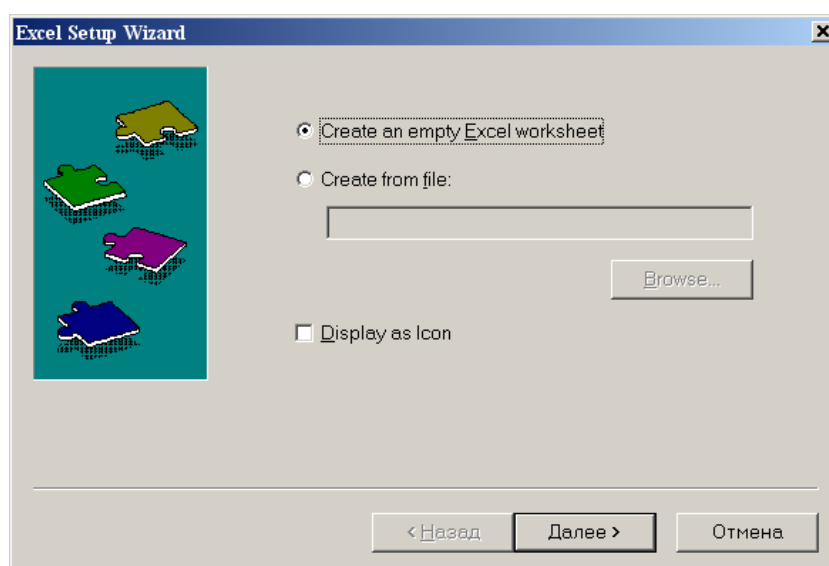 Excel Setup Wizard
Create an empty Excel worksheet
Create from file:
Browse...
Display as Icon
< Назад Далее > Отмена